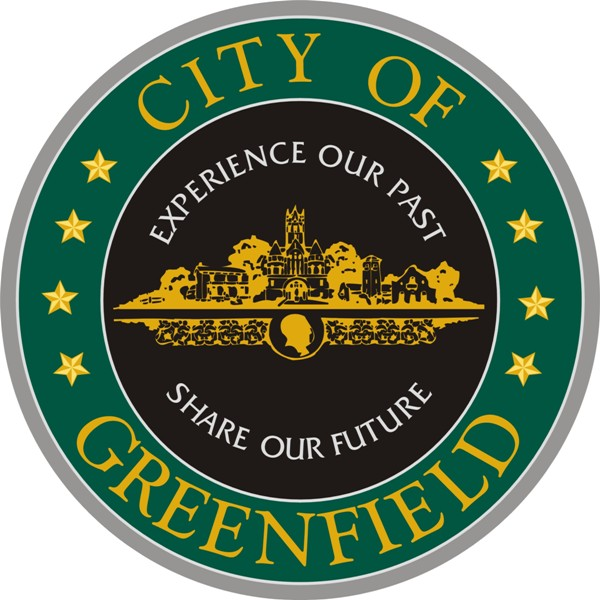 CITY OF
EXPERIENCE OUR PAST
SHARE OUR FUTURE
GREENFIELD